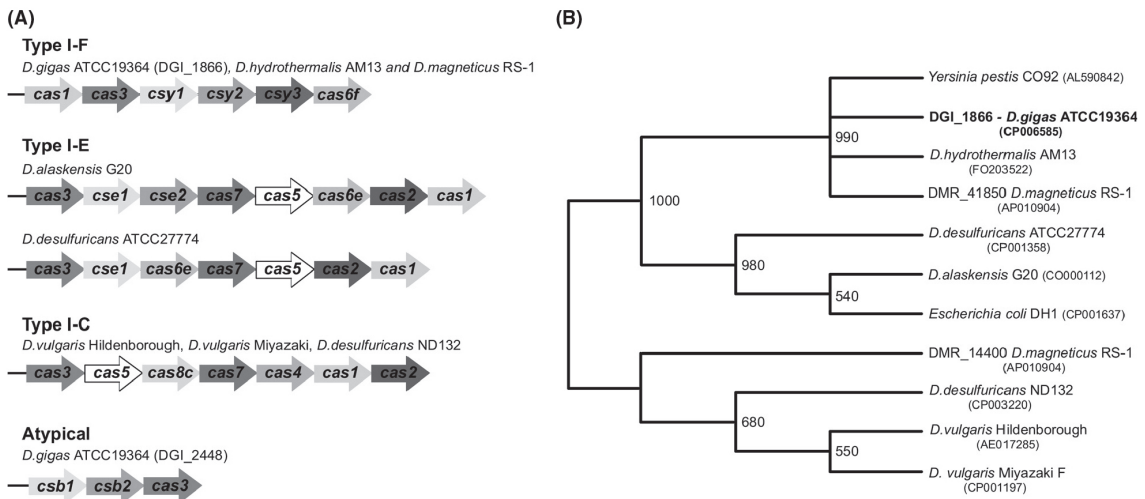 (A)
Type I-F
D.gigas ATCC19364 (DGI_1866), D.hydrothermalis AM13 and D.magneticus RS-1
cas1 cas3 csy1 csy2 csy3 cas6f
Type I-E
D.alaskensis G20
cas3 cse1 cse2 cas7 cas5 cas6e cas2 cas1
D.desulfuricans ATCC27774
cas3 cse1 cas6e cas7 cas5 cas2 cas1
Type I-C
D.vulgaris Hildenborough, D.vulgaris Miyazaki, D.desulfuricans ND132
cas3 cas5 cas8c cas7 cas4 cas1 cas2
Atypical
D.gigas ATCC19364 (DGI_2448)
csb1 csb2 cas3
(B)
Yersinia pestis CO92 (AL590842)
DGI_1866 - D.gigas ATCC19364
(CP006585)
990
D.hydrothermalis AM13
(FO203522)
DMR_41850 D.magneticus RS-1
(AP010904)
1000
D.desulfuricans ATCC27774
(CP001358)
980
D.alaskensis G20 (CO000112)
540
Escherichia coli DH1 (CP001637)
DMR_14400 D.magneticus RS-1
(AP010904)
D.desulfuricans ND132
(CP003220)
680
D.vulgaris Hildenborough
(AE017285)
550
D. vulgaris Miyazaki F
(CP001197)